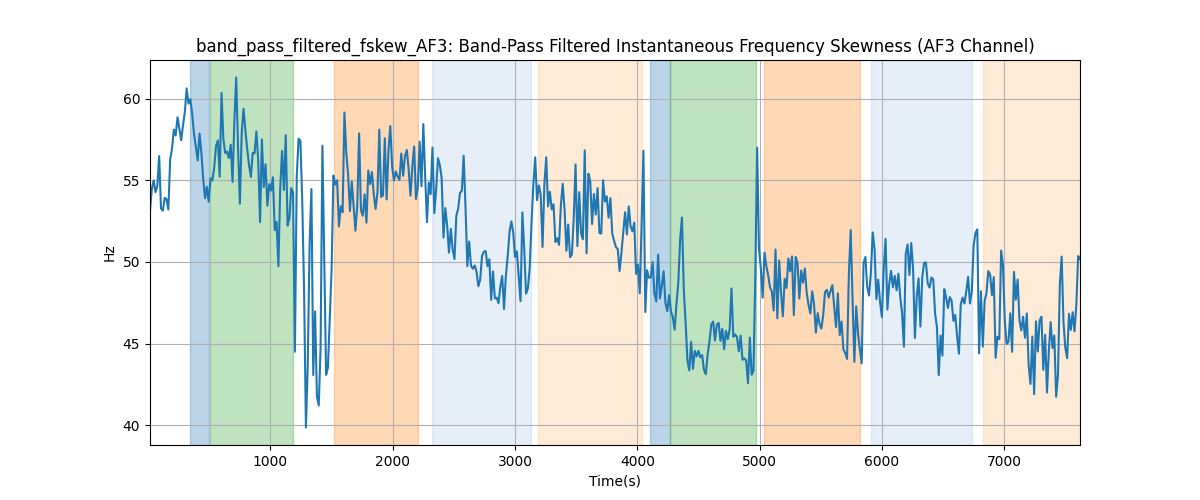 band_pass_filtered_fskew_AF3: Band-Pass Filtered Instantaneous Frequency Skewness (AF3 Channel)
60
55
50
45
40
Hz
1000 2000 3000 4000 5000 6000 7000
Time(s)